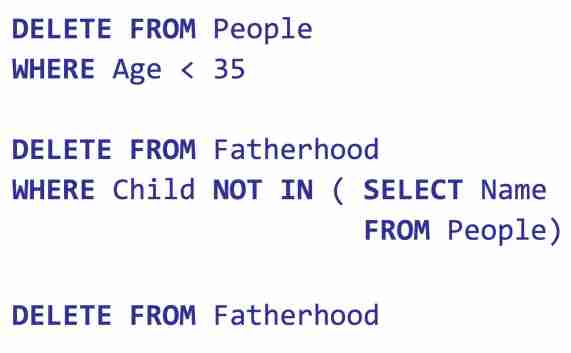 DELETE FROM People
WHERE Age < 35
DELETE FROM Fatherhood
WHERE Child NOT IN ( SELECT Name
FROM People)
DELETE FROM Fatherhood